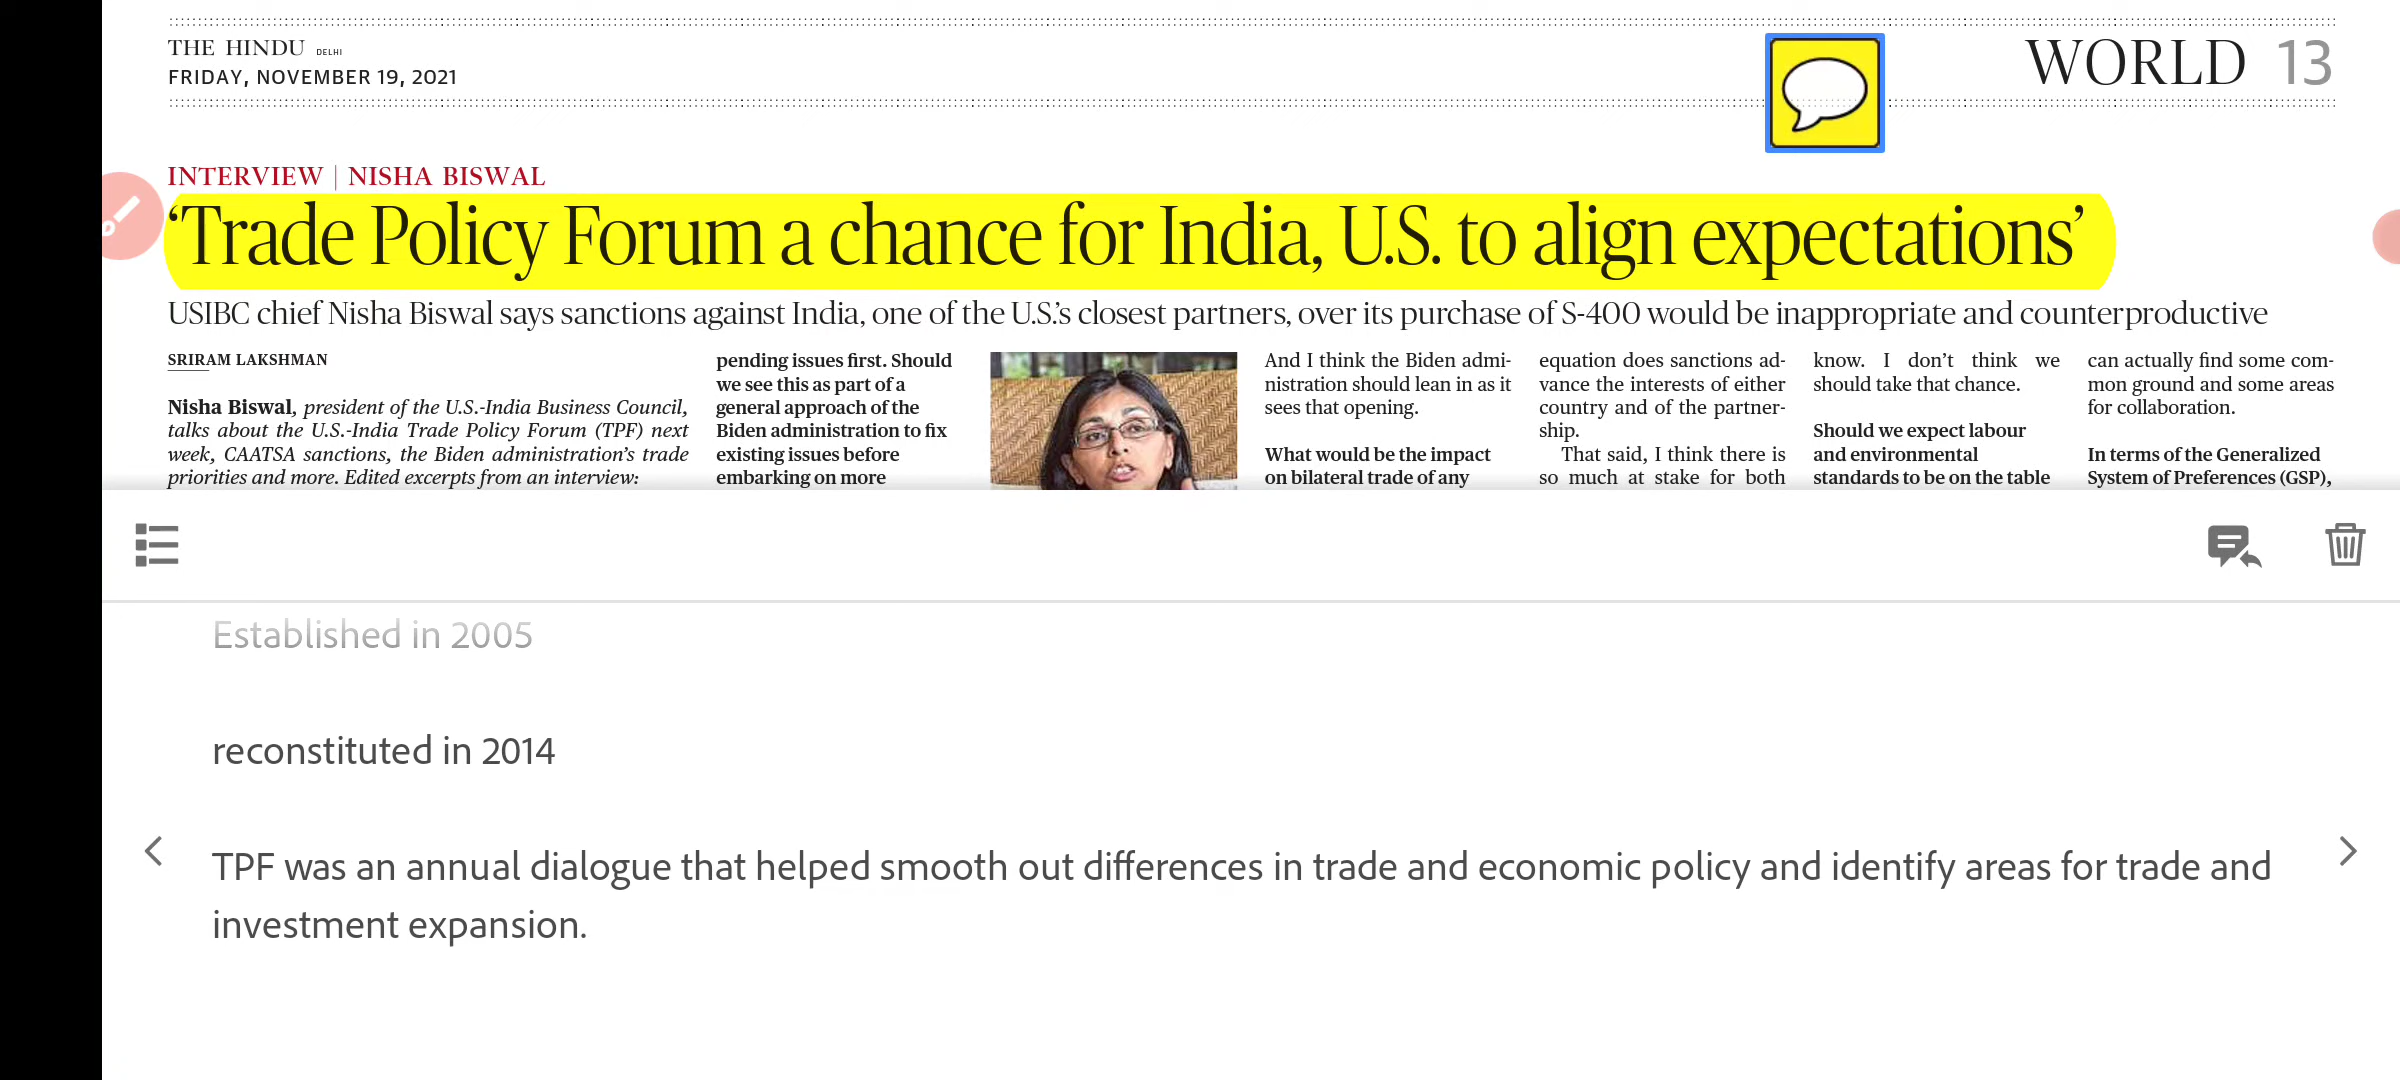 THE HINDU DELHI
FRIDAY, NOVEMBER 19, 2021
WORLD 13
INTERVIEW | NISHA BISWAL
‘Trade Policy Forum a chance for India, U.S. to align expectations’
USIBC chief Nisha Biswal says sanctions against India, one of the U.S.’s closest partners, over its purchase of S-400 would be inappropriate and counterproductive
SRIRAM LAKSHMAN
Nisha Biswal, president of the U.S.-India Business Council,
talks about the U.S.-India Trade Policy Forum (TPF) next
week, CAATSA sanctions, the Biden administration’s trade
priorities and more. Edited excerpts from an interview:
pending issues first. Should
we see this as part of a
general approach of the
Biden administration to fix
existing issues before
embarking on more
And I think the Biden admi-
nistration should lean in as it
sees that opening.
What would be the impact
on bilateral trade of any
equation does sanctions ad-
vance the interests of either
country and of the partner-
ship.
That said, I think there is
so much at stake for both
know. I don’t think we
should take that chance.
Should we expect labour
and environmental
standards to be on the table
can actually find some com-
mon ground and some areas
for collaboration.
In terms of the Generalized
System of Preferences (GSP),
Established in 2005
reconstituted in 2014
TPF was an annual dialogue that helped smooth out differences in trade and economic policy and identify areas for trade and
investment expansion.